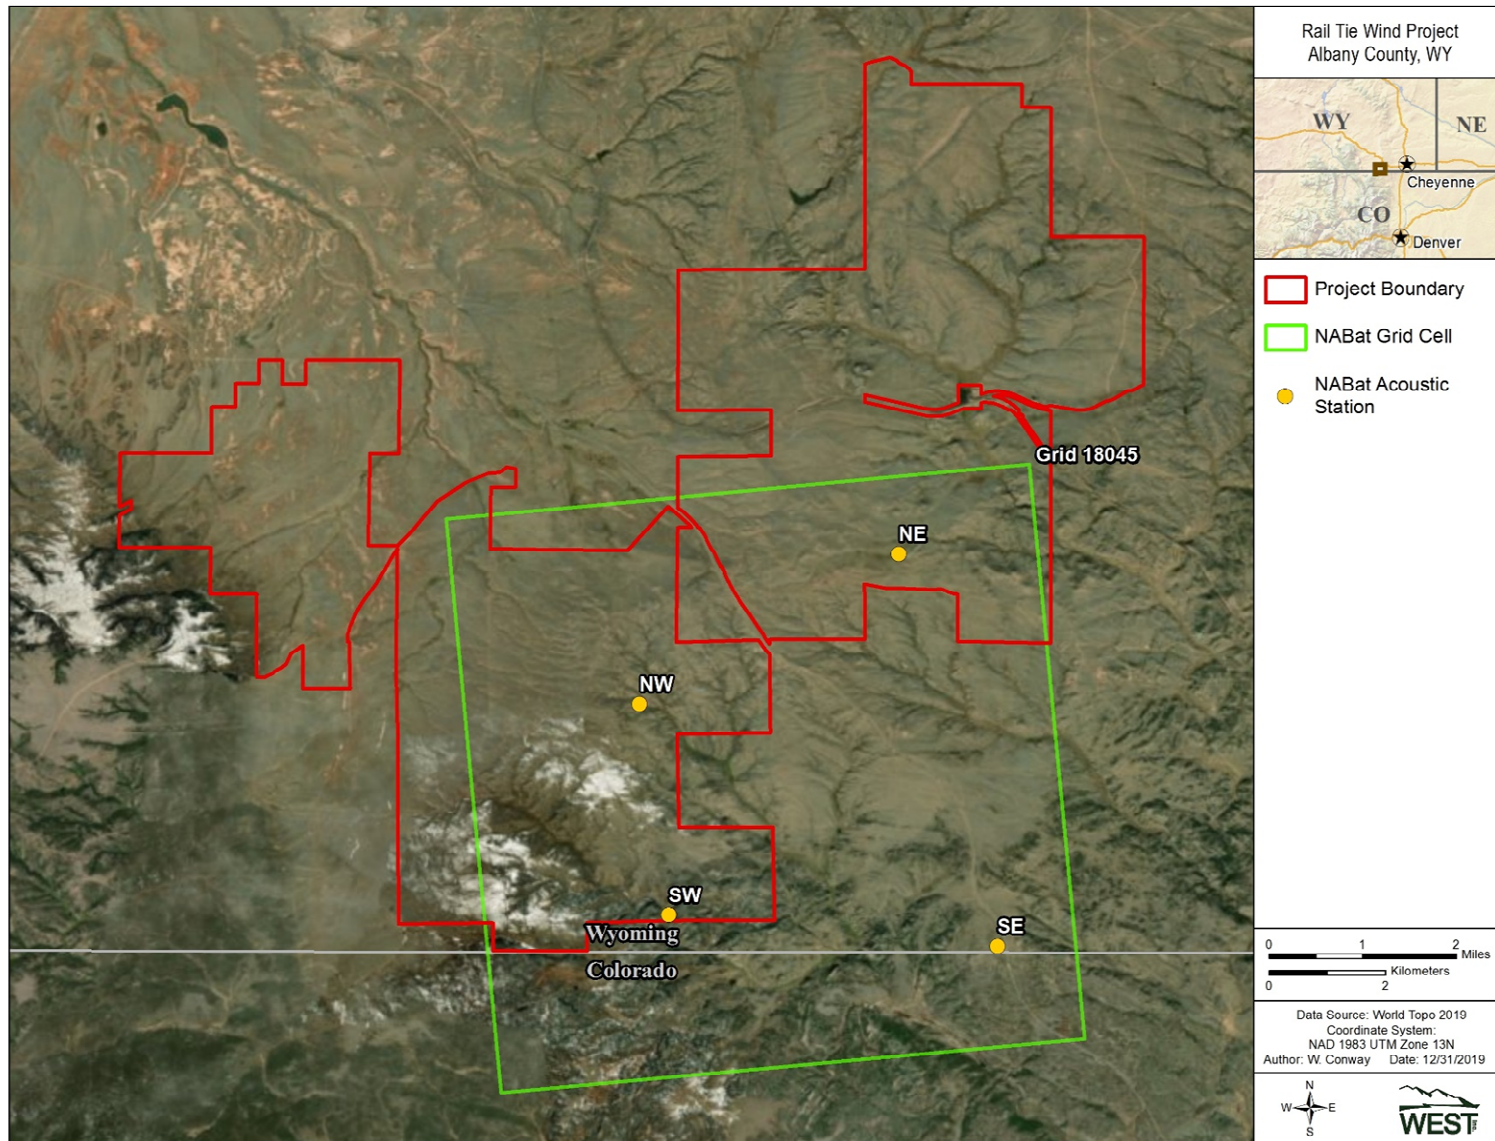 Rail Tie Wind Project
Albany County, WY
WY
NE
Cheyenne
CO
Denver
Project Boundary
NABat Grid Cell
NABat Acoustic
Station
Grid 18045
NE
NW
SW
SE
Wyoming
Colorado
0 1 2
Miles
Kilometers
0 2
Data Source: World Topo 2019
Coordinate System:
NAD 1983 UTM Zone 13N
Author: W. Conway Date: 12/31/2019
N
W E
S
WEST